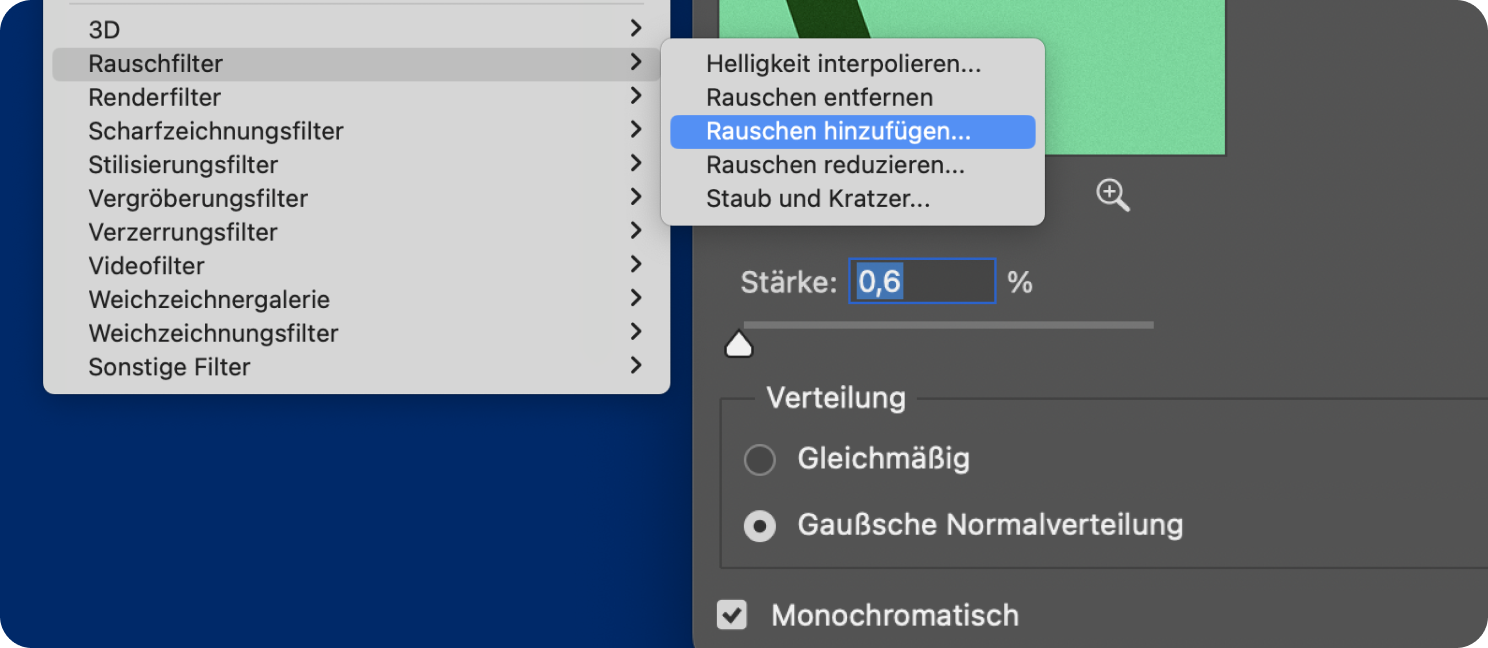 3D
Rauschfilter
Renderfilter
Scharfzeichnungsfilter
Stilisierungsfilter
Vergröberungsfilter
Verzerrungsfilter
Videofilter
Weichzeichnergalerie
Weichzeichnungsfilter
Sonstige Filter
Helligkeit interpolieren...
Rauschen entfernen
Rauschen hinzufügen...
Rauschen reduzieren...
Staub und Kratzer...
Stärke: 0,6 %
Verteilung
Gleichmäßig
Gaußsche Normalverteilung
Monochromatisch